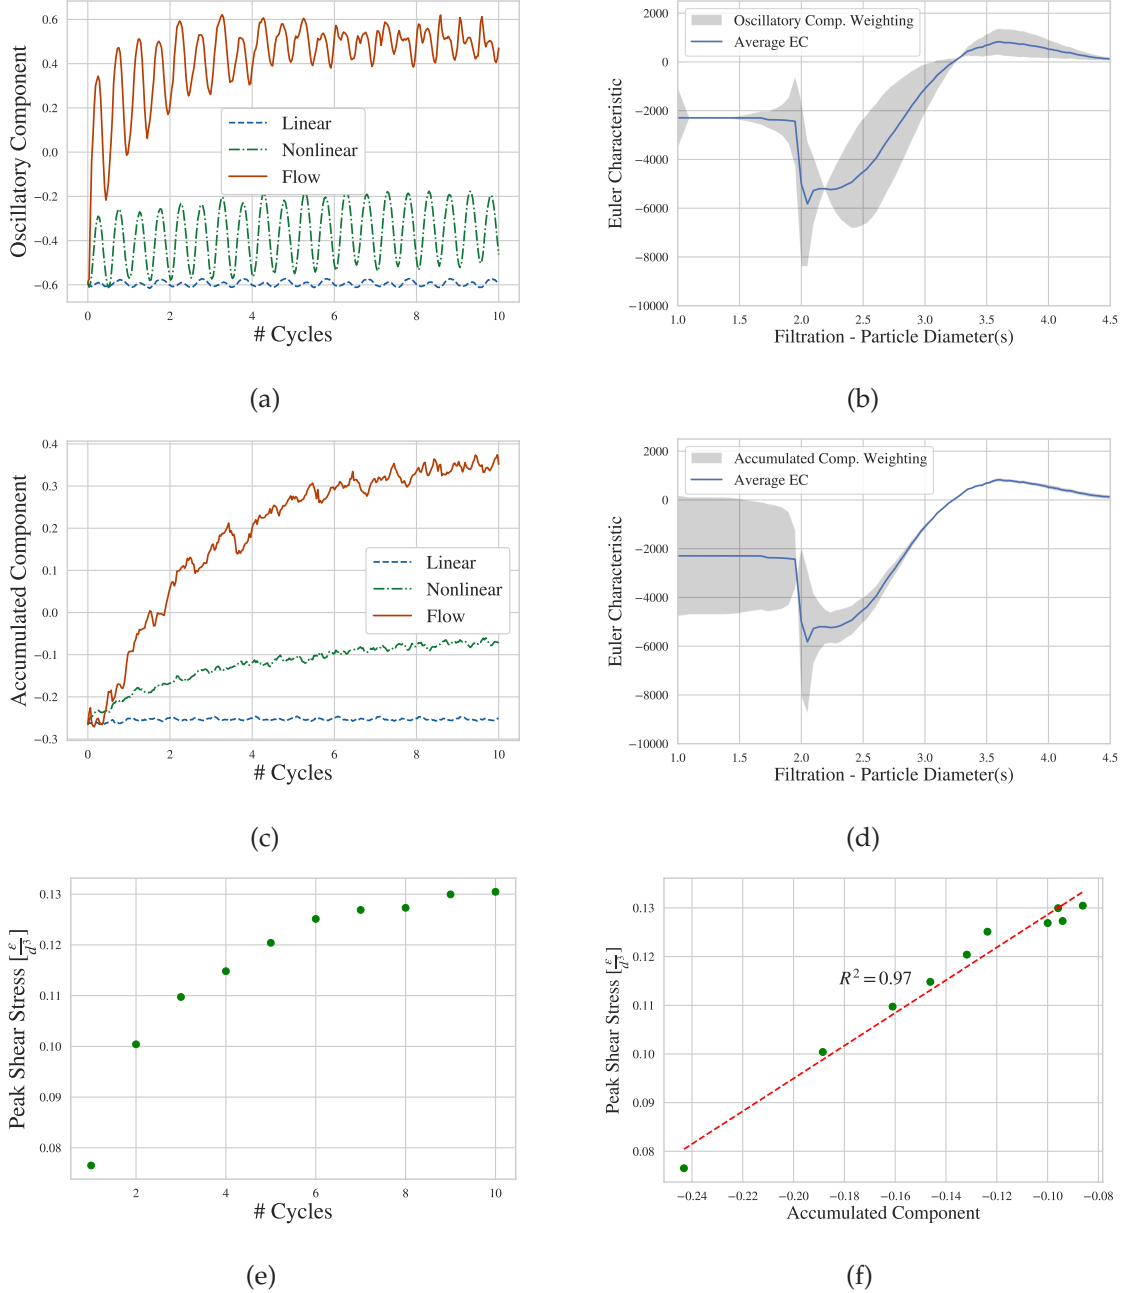 Oscillatory Component
0.6
0.4
0.2
0.0
−0.2
−0.4
−0.6
Linear
Nonlinear
Flow
0
2
4
6
8
10
# Cycles
(a)
Euler Characteristic
2000
0
−2000
−4000
−6000
−8000
−10000
Oscillatory Comp. Weighting
Average EC
1.0
1.5
2.0
2.5
3.0
3.5
4.0
4.5
Filtration - Particle Diameter(s)
(b)
Accumulated Component
0.4
0.3
0.2
0.1
0.0
−0.1
−0.2
−0.3
Linear
Nonlinear
Flow
0
2
4
6
8
10
# Cycles
(c)
Euler Characteristic
2000
0
−2000
−4000
−6000
−8000
−10000
Accumulated Comp. Weighting
Average EC
1.0
1.5
2.0
2.5
3.0
3.5
4.0
4.5
Filtration - Particle Diameter(s)
(d)
Peak Shear Stress [ε/d³]
0.13
0.12
0.11
0.10
0.09
0.08
2
4
6
8
10
# Cycles
(e)
Peak Shear Stress [ε/d³]
0.13
0.12
0.11
0.10
0.09
0.08
R² = 0.97
−0.24
−0.22
−0.20
−0.18
−0.16
−0.14
−0.12
−0.10
−0.08
Accumulated Component
(f)